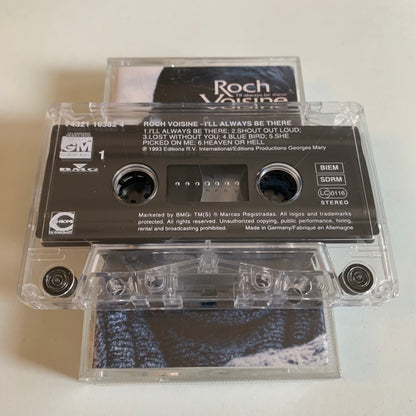 Roch
I'll always be there
Voisine
74321 16382 4
ROCH VOISINE - I'LL ALWAYS BE THERE
1.I'LL ALWAYS BE THERE; 2.SHOUT OUT LOUD;
3.LOST WITHOUT YOU; 4.BLUE BIRD; 5.SHE
PICKED ON ME; 6.HEAVEN OR HELL
℗ 1993 Editions R.V. International/Editions Productions Georges Mary
GM
BMG
1
BIEM
SDRM
LC 0116
STEREO
Marketed by BMG; TM(S) ® Marcas Registradas. All logos and trademarks
protected. All rights reserved. Unauthorized copying, public performance, hiring,
rental and broadcasting prohibited.
Made in Germany/Fabriqué en Allemagne